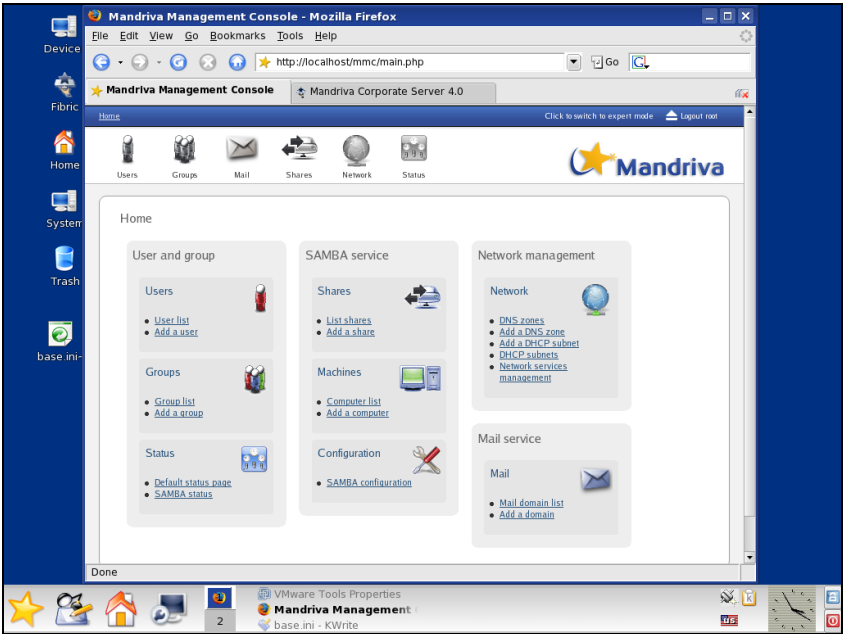 Mandriva Management Console - Mozilla Firefox
File Edit View Go Bookmarks Tools Help
http://localhost/mmc/main.php
Go
G
Mandriva Management Console
Mandriva Corporate Server 4.0
Home
Click to switch to expert mode
Logout root
Users
Groups
Mail
Shares
Network
Status
Mandriva
Home
User and group
Users
User list
Add a user
Groups
Group list
Add a group
Status
Default status page
SAMBA status
SAMBA service
Shares
List shares
Add a share
Machines
Computer list
Add a computer
Configuration
SAMBA configuration
Network management
Network
DNS zones
Add a DNS zone
Add a DHCP subnet
DHCP subnets
Network services
management
Mail service
Mail
Mail domain list
Add a domain
Done
Device
Fibric
Home
System
Trash
base.ini-
2
VMware Tools Properties
Mandriva Management
base.ini - KWrite
US